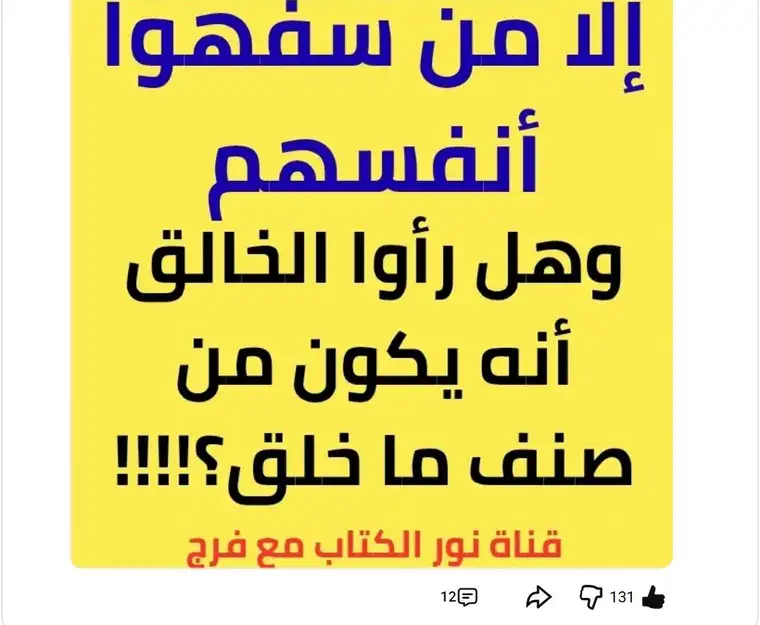 إلا من سفهوا
أنفسهم
وهل رأوا الخالق
أنه يكون من
صنف ما خلق؟!!!!
قناة نور الكتاب مع فرج
131
12